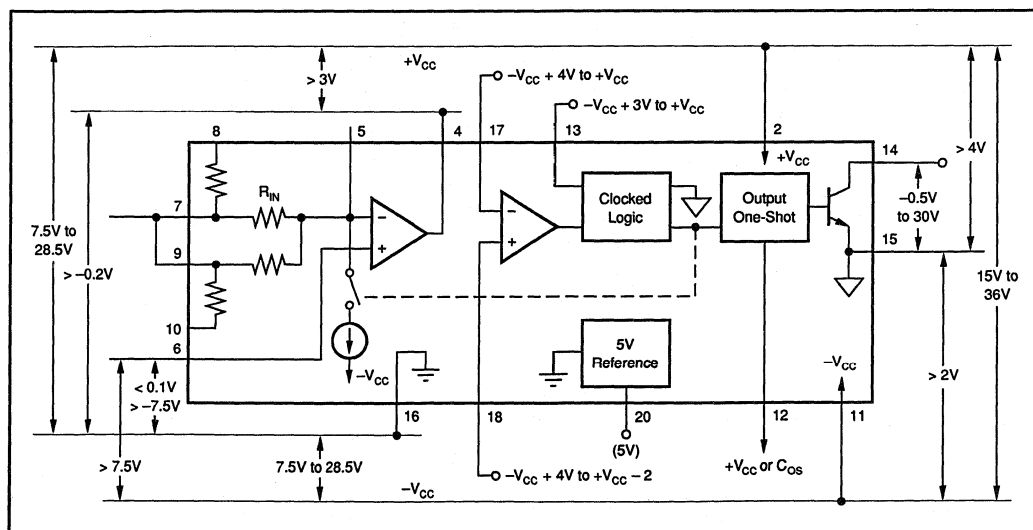 +VCC
> 3V
−VCC + 4V to +VCC
−VCC + 3V to +VCC
8
5
4
17
13
2
+VCC
14
> 4V
RIN
7
−
+
−
+
Clocked
Logic
Output
One-Shot
−0.5V
to 30V
7.5V to
28.5V
> −0.2V
9
15
15V to
36V
10
6
5V
Reference
−VCC
−VCC
< 0.1V
> −7.5V
> 2V
16
18
20
12
11
(5V)
> 7.5V
7.5V to 28.5V
−VCC + 4V to +VCC − 2
+VCC or COS
−VCC